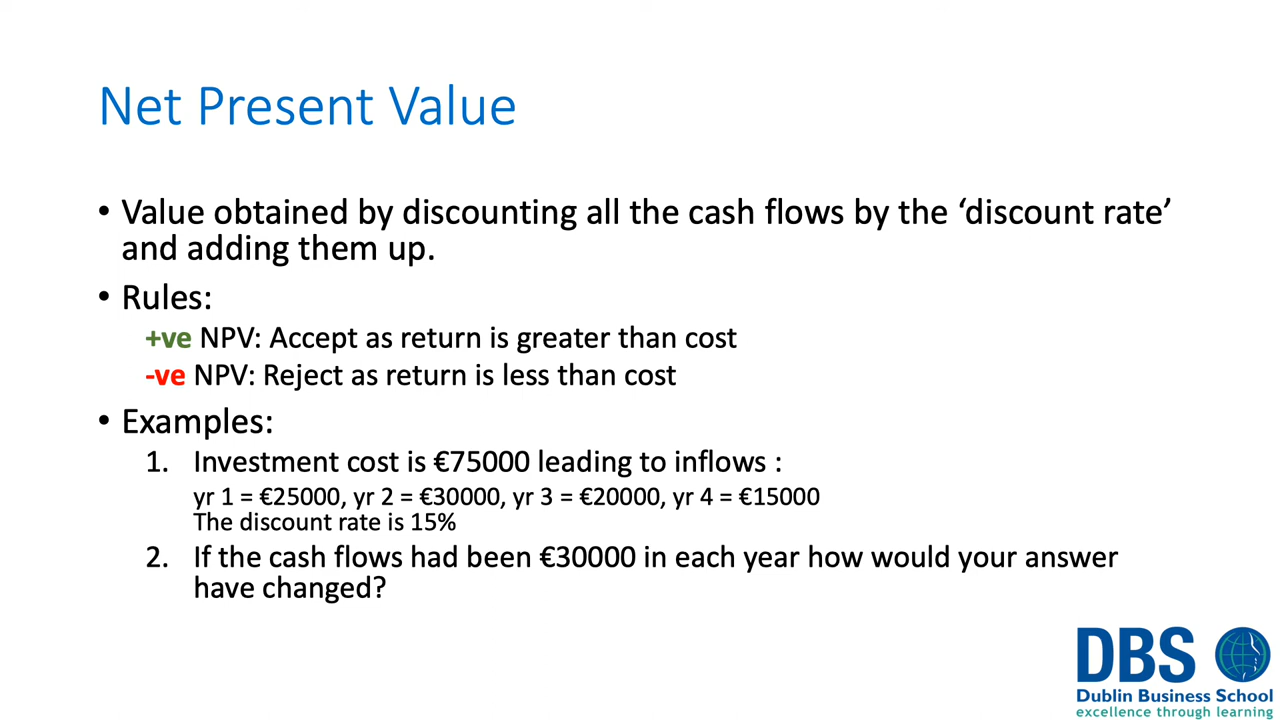 Net Present Value
• Value obtained by discounting all the cash flows by the ‘discount rate’
and adding them up.
• Rules:
+ve NPV: Accept as return is greater than cost
-ve NPV: Reject as return is less than cost
• Examples:
1. Investment cost is €75000 leading to inflows :
yr 1 = €25000, yr 2 = €30000, yr 3 = €20000, yr 4 = €15000
The discount rate is 15%
2. If the cash flows had been €30000 in each year how would your answer
have changed?
DBS
Dublin Business School
excellence through learning